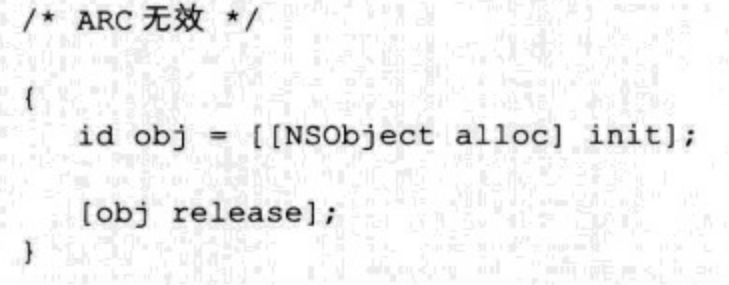 /* ARC 无效 */
{
id obj = [[NSObject alloc] init];
[obj release];
}